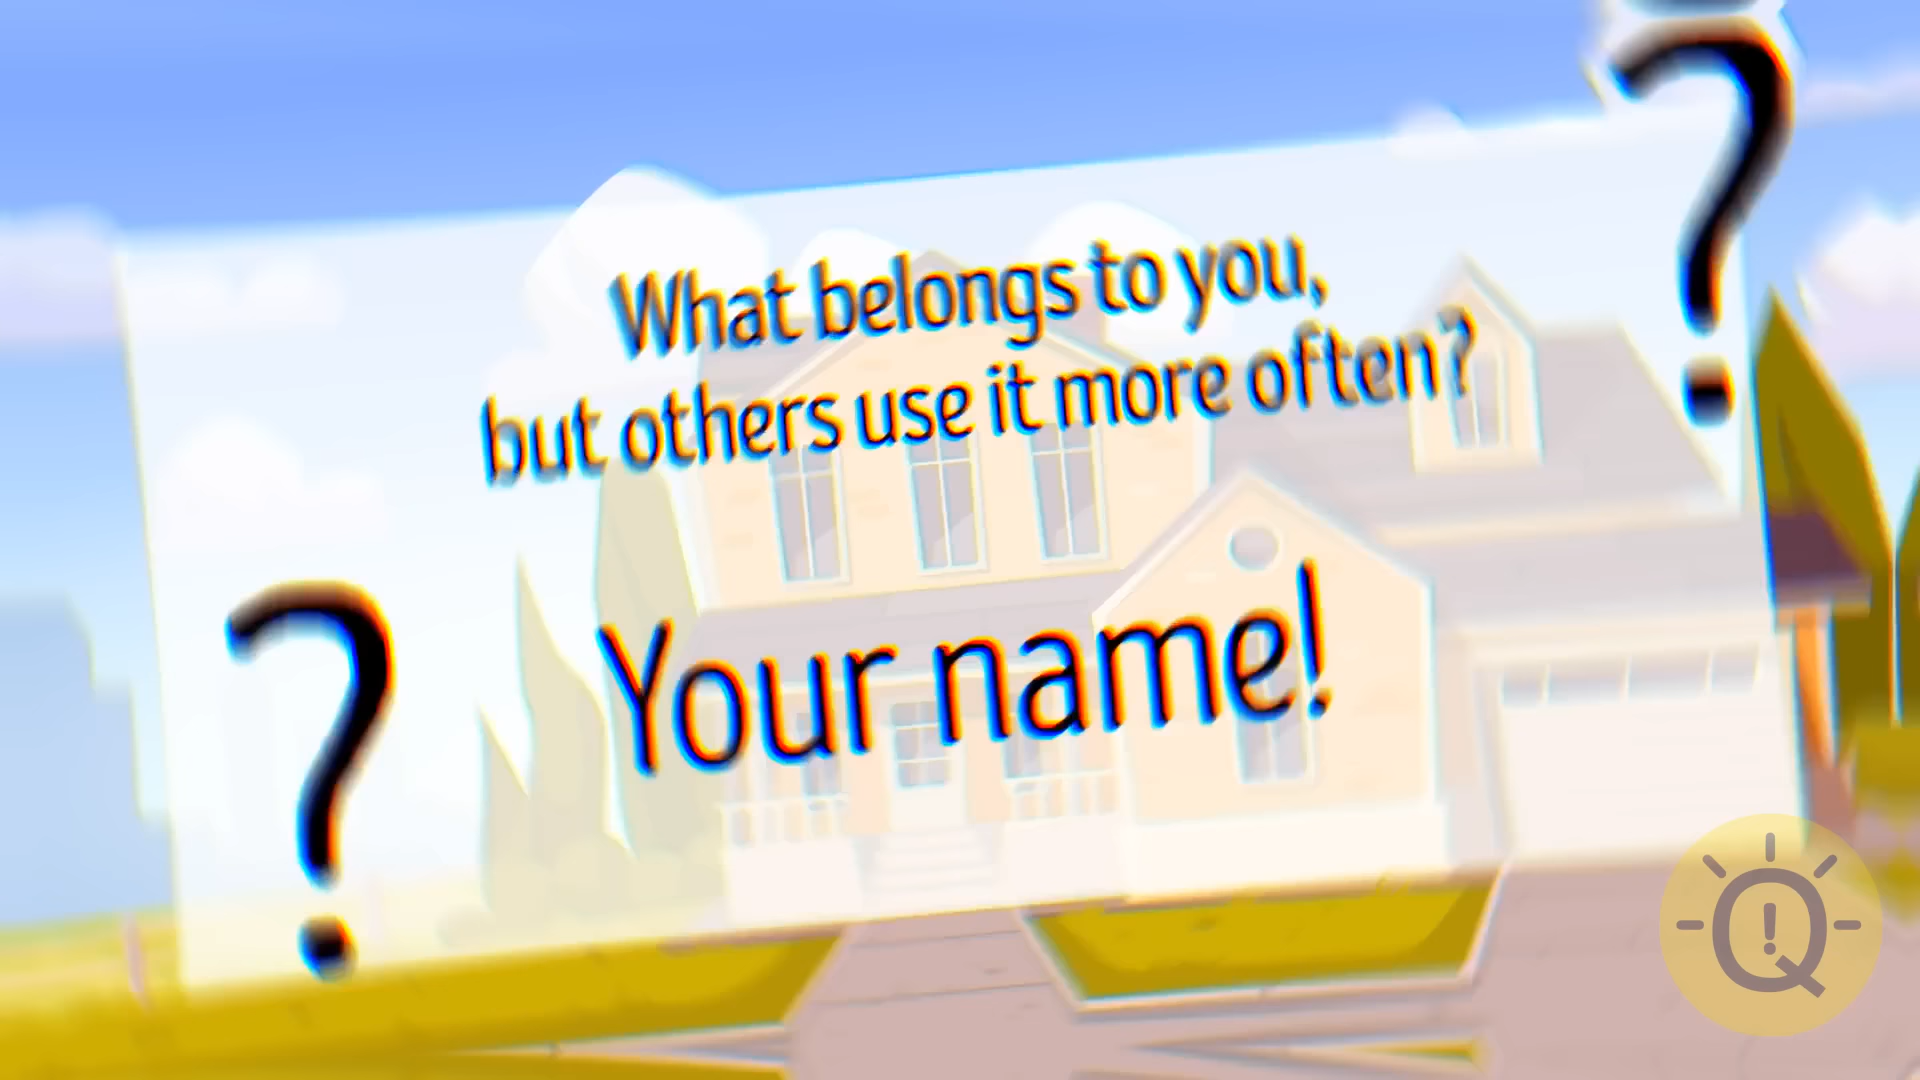 What belongs to you,
but others use it more often?
Your name!
?
?
Q!